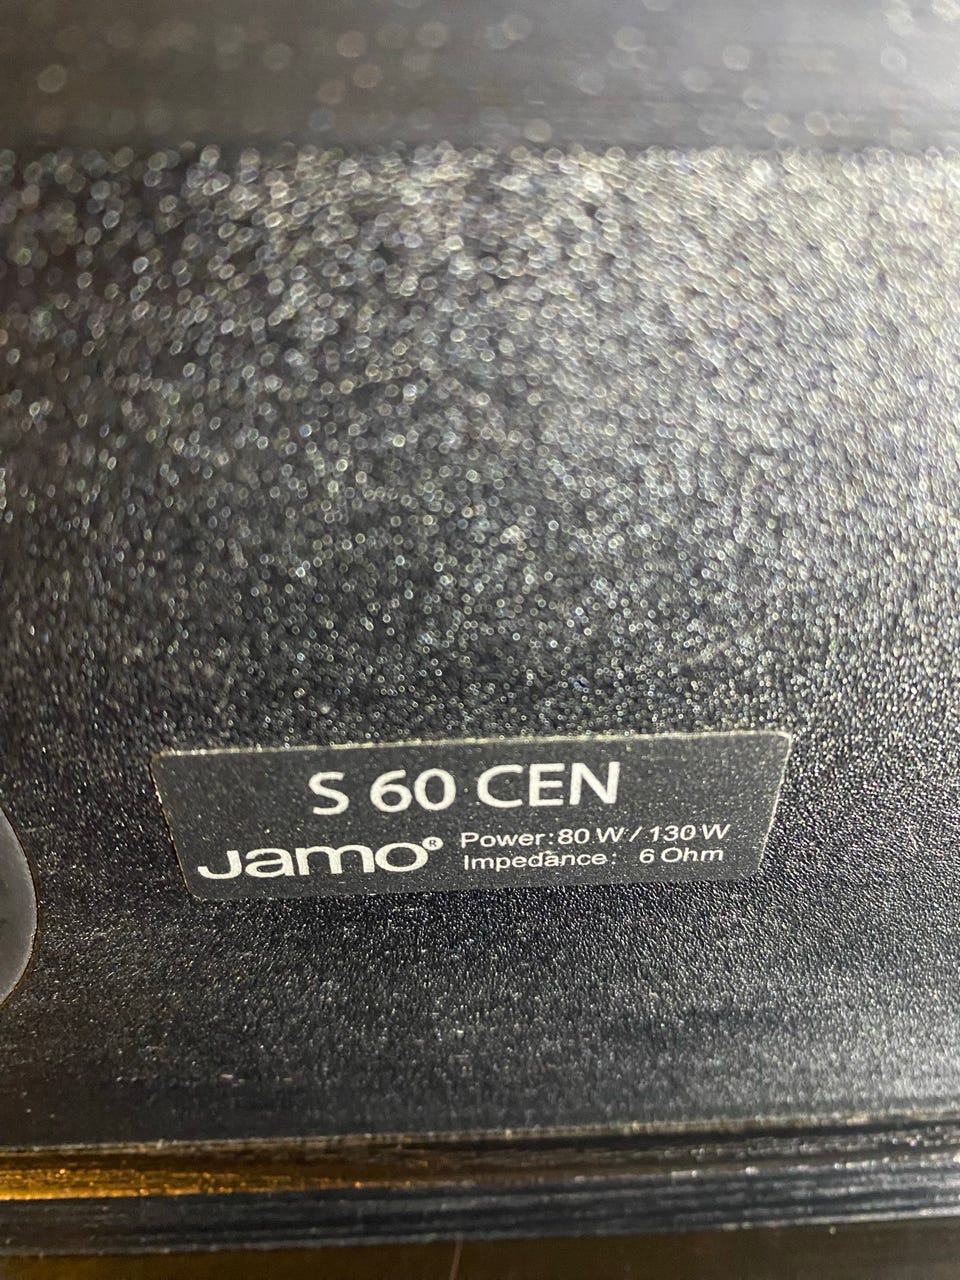 S 60 CEN
Jamo®
Power: 80 W / 130 W
Impedance: 6 Ohm